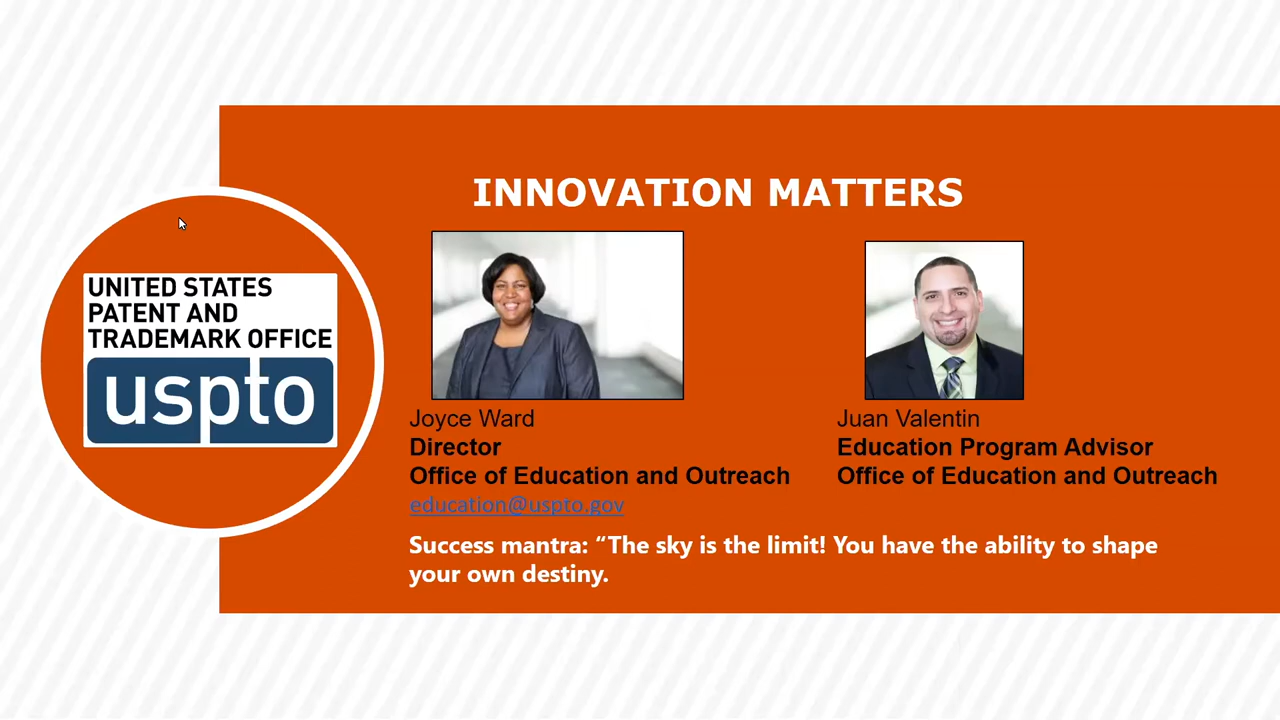 INNOVATION MATTERS
UNITED STATES
PATENT AND
TRADEMARK OFFICE
uspto
Joyce Ward
Director
Office of Education and Outreach
education@uspto.gov
Juan Valentin
Education Program Advisor
Office of Education and Outreach
Success mantra: “The sky is the limit! You have the ability to shape
your own destiny.